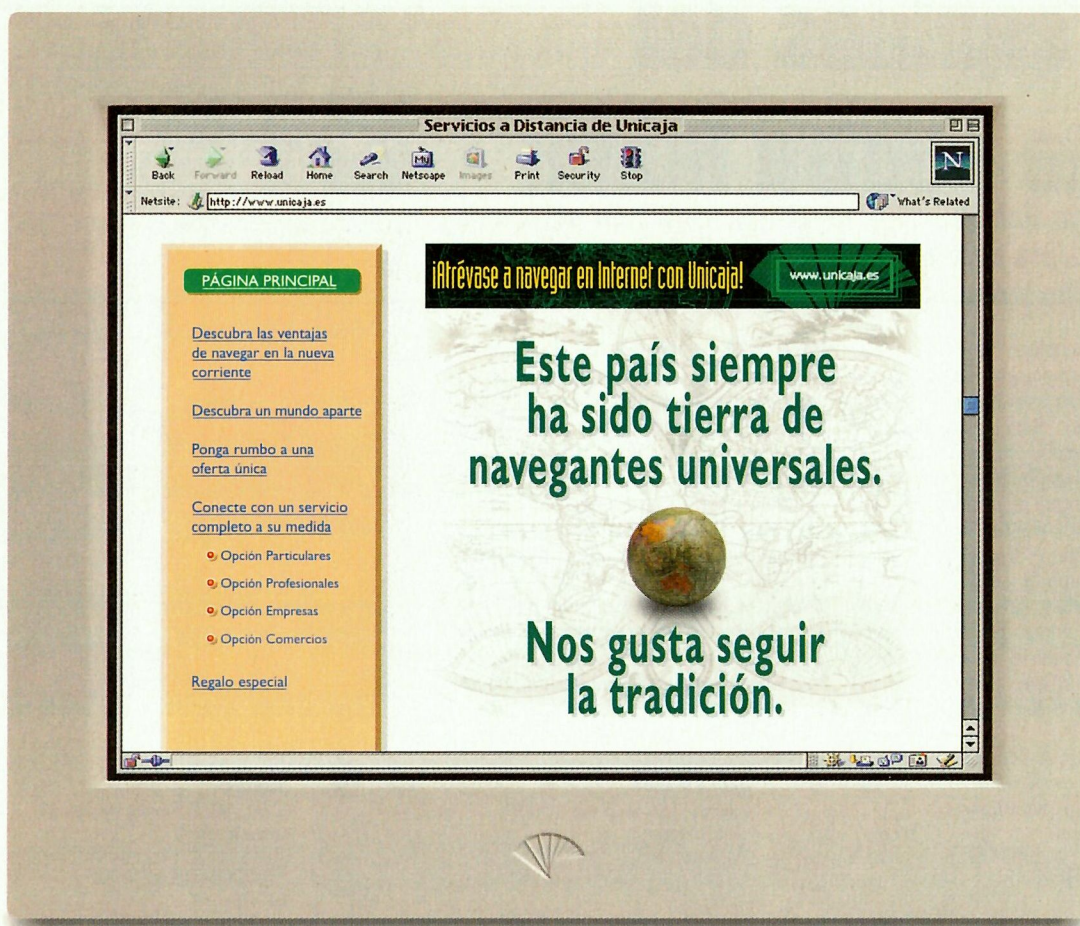 Servicios a Distancia de Unicaja
Back Forward Reload Home Search Netscape Images Print Security Stop
My
N
Netsite: http://www.unicaja.es What's Related
PÁGINA PRINCIPAL
Descubra las ventajas
de navegar en la nueva
corriente
Descubra un mundo aparte
Ponga rumbo a una
oferta única
Conecte con un servicio
completo a su medida
Opción Particulares
Opción Profesionales
Opción Empresas
Opción Comercios
Regalo especial
¡Atrévase a navegar en Internet con Unicaja! www.unicaja.es
Este país siempre
ha sido tierra de
navegantes universales.
Nos gusta seguir
la tradición.